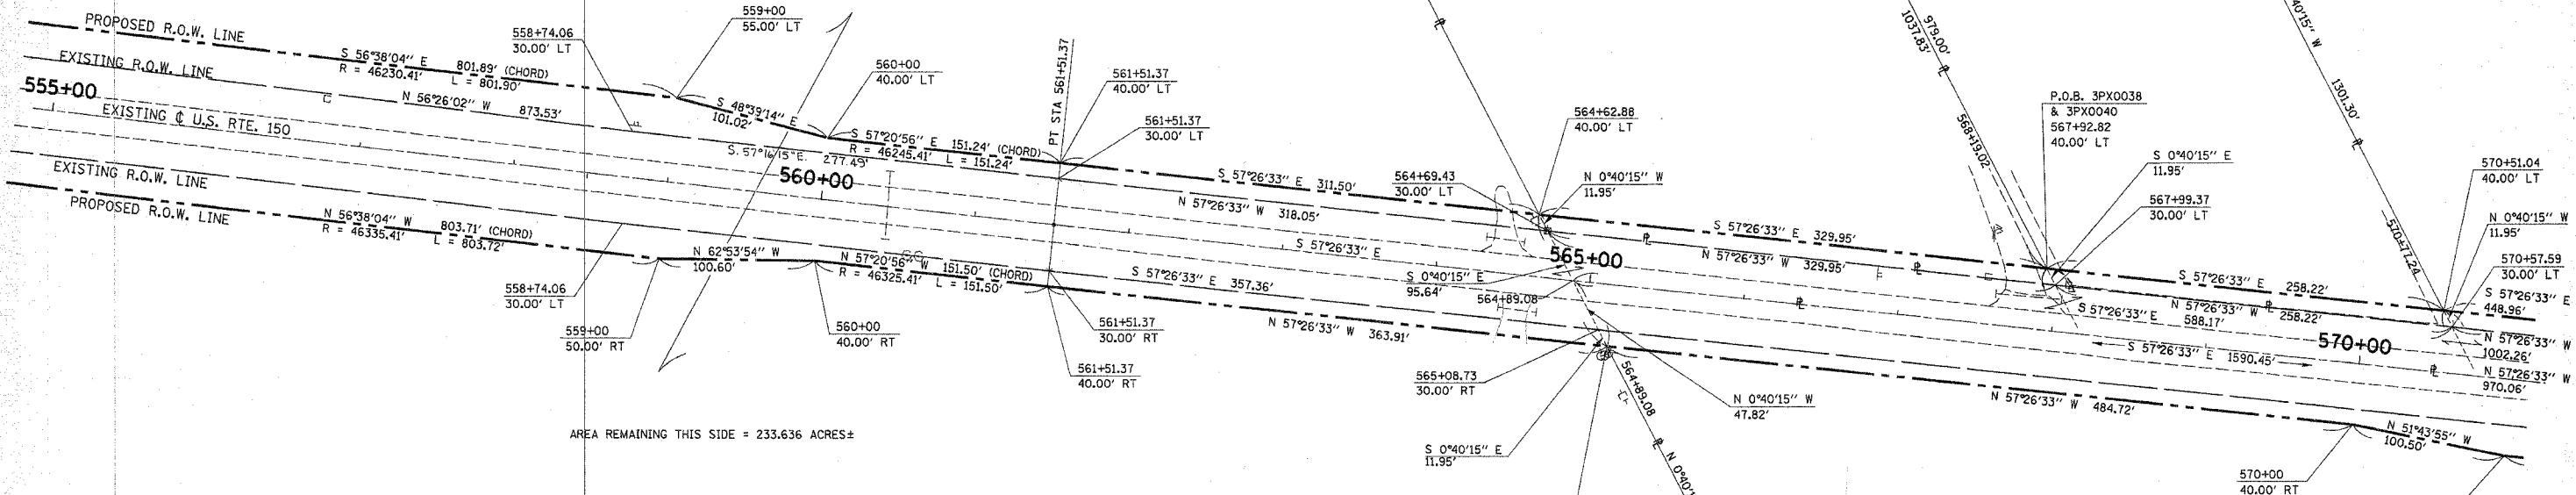 PROPOSED R.O.W. LINE
S 56°38'04" E 801.89' (CHORD)
R = 46230.41' L = 801.90'
558+74.06
30.00' LT
559+00
55.00' LT
EXISTING R.O.W. LINE
N 56°26'02" W 873.53'
555+00
EXISTING ℄ U.S. RTE. 150
S 48°39'14" E
101.02'
560+00
40.00' LT
S 57°20'56" E 151.24' (CHORD)
R = 46245.41' L = 151.24'
S. 57°16'15"E. 277.49'
560+00
PT STA 561+51.37
561+51.37
40.00' LT
561+51.37
30.00' LT
EXISTING R.O.W. LINE
PROPOSED R.O.W. LINE
N 56°38'04" W 803.71' (CHORD)
R = 46335.41' L = 803.72'
558+74.06
30.00' LT
559+00
50.00' RT
N 62°53'54" W
100.60'
560+00
40.00' RT
N 57°20'56" W 151.50' (CHORD)
R = 46325.41' L = 151.50'
561+51.37
30.00' RT
561+51.37
40.00' RT
AREA REMAINING THIS SIDE = 233.636 ACRES±
S 57°26'33" E 311.50'
N 57°26'33" W 318.05'
S 57°26'33" E
S 57°26'33" E 357.36'
N 57°26'33" W 363.91'
℄
564+62.88
40.00' LT
564+69.43
30.00' LT
N 0°40'15" W
11.95'
565+00
S 0°40'15" E
95.64'
564+89.08
565+08.73
30.00' RT
S 0°40'15" E
11.95'
564+89.08
N 0°40'1
N 0°40'15" W
47.82'
S 57°26'33" E 329.95'
N 57°26'33" W 329.95'
979.00'
1037.83'
568+19.02
P.O.B. 3PX0038
& 3PX0040
567+92.82
40.00' LT
S 0°40'15" E
11.95'
567+99.37
30.00' LT
S 57°26'33" E 258.22'
N 57°26'33" W 258.22'
S 57°26'33" E
588.17'
S 57°26'33" E 1590.45'
570+00
N 57°26'33" W 484.72'
40'15" W
1301.30'
570+77.24
570+51.04
40.00' LT
N 0°40'15" W
11.95'
570+57.59
30.00' LT
S 57°26'33" E
448.96'
N 57°26'33" W
1002.26'
N 57°26'33" W
970.06'
N 51°43'55" W
100.50'
570+00
40.00' RT